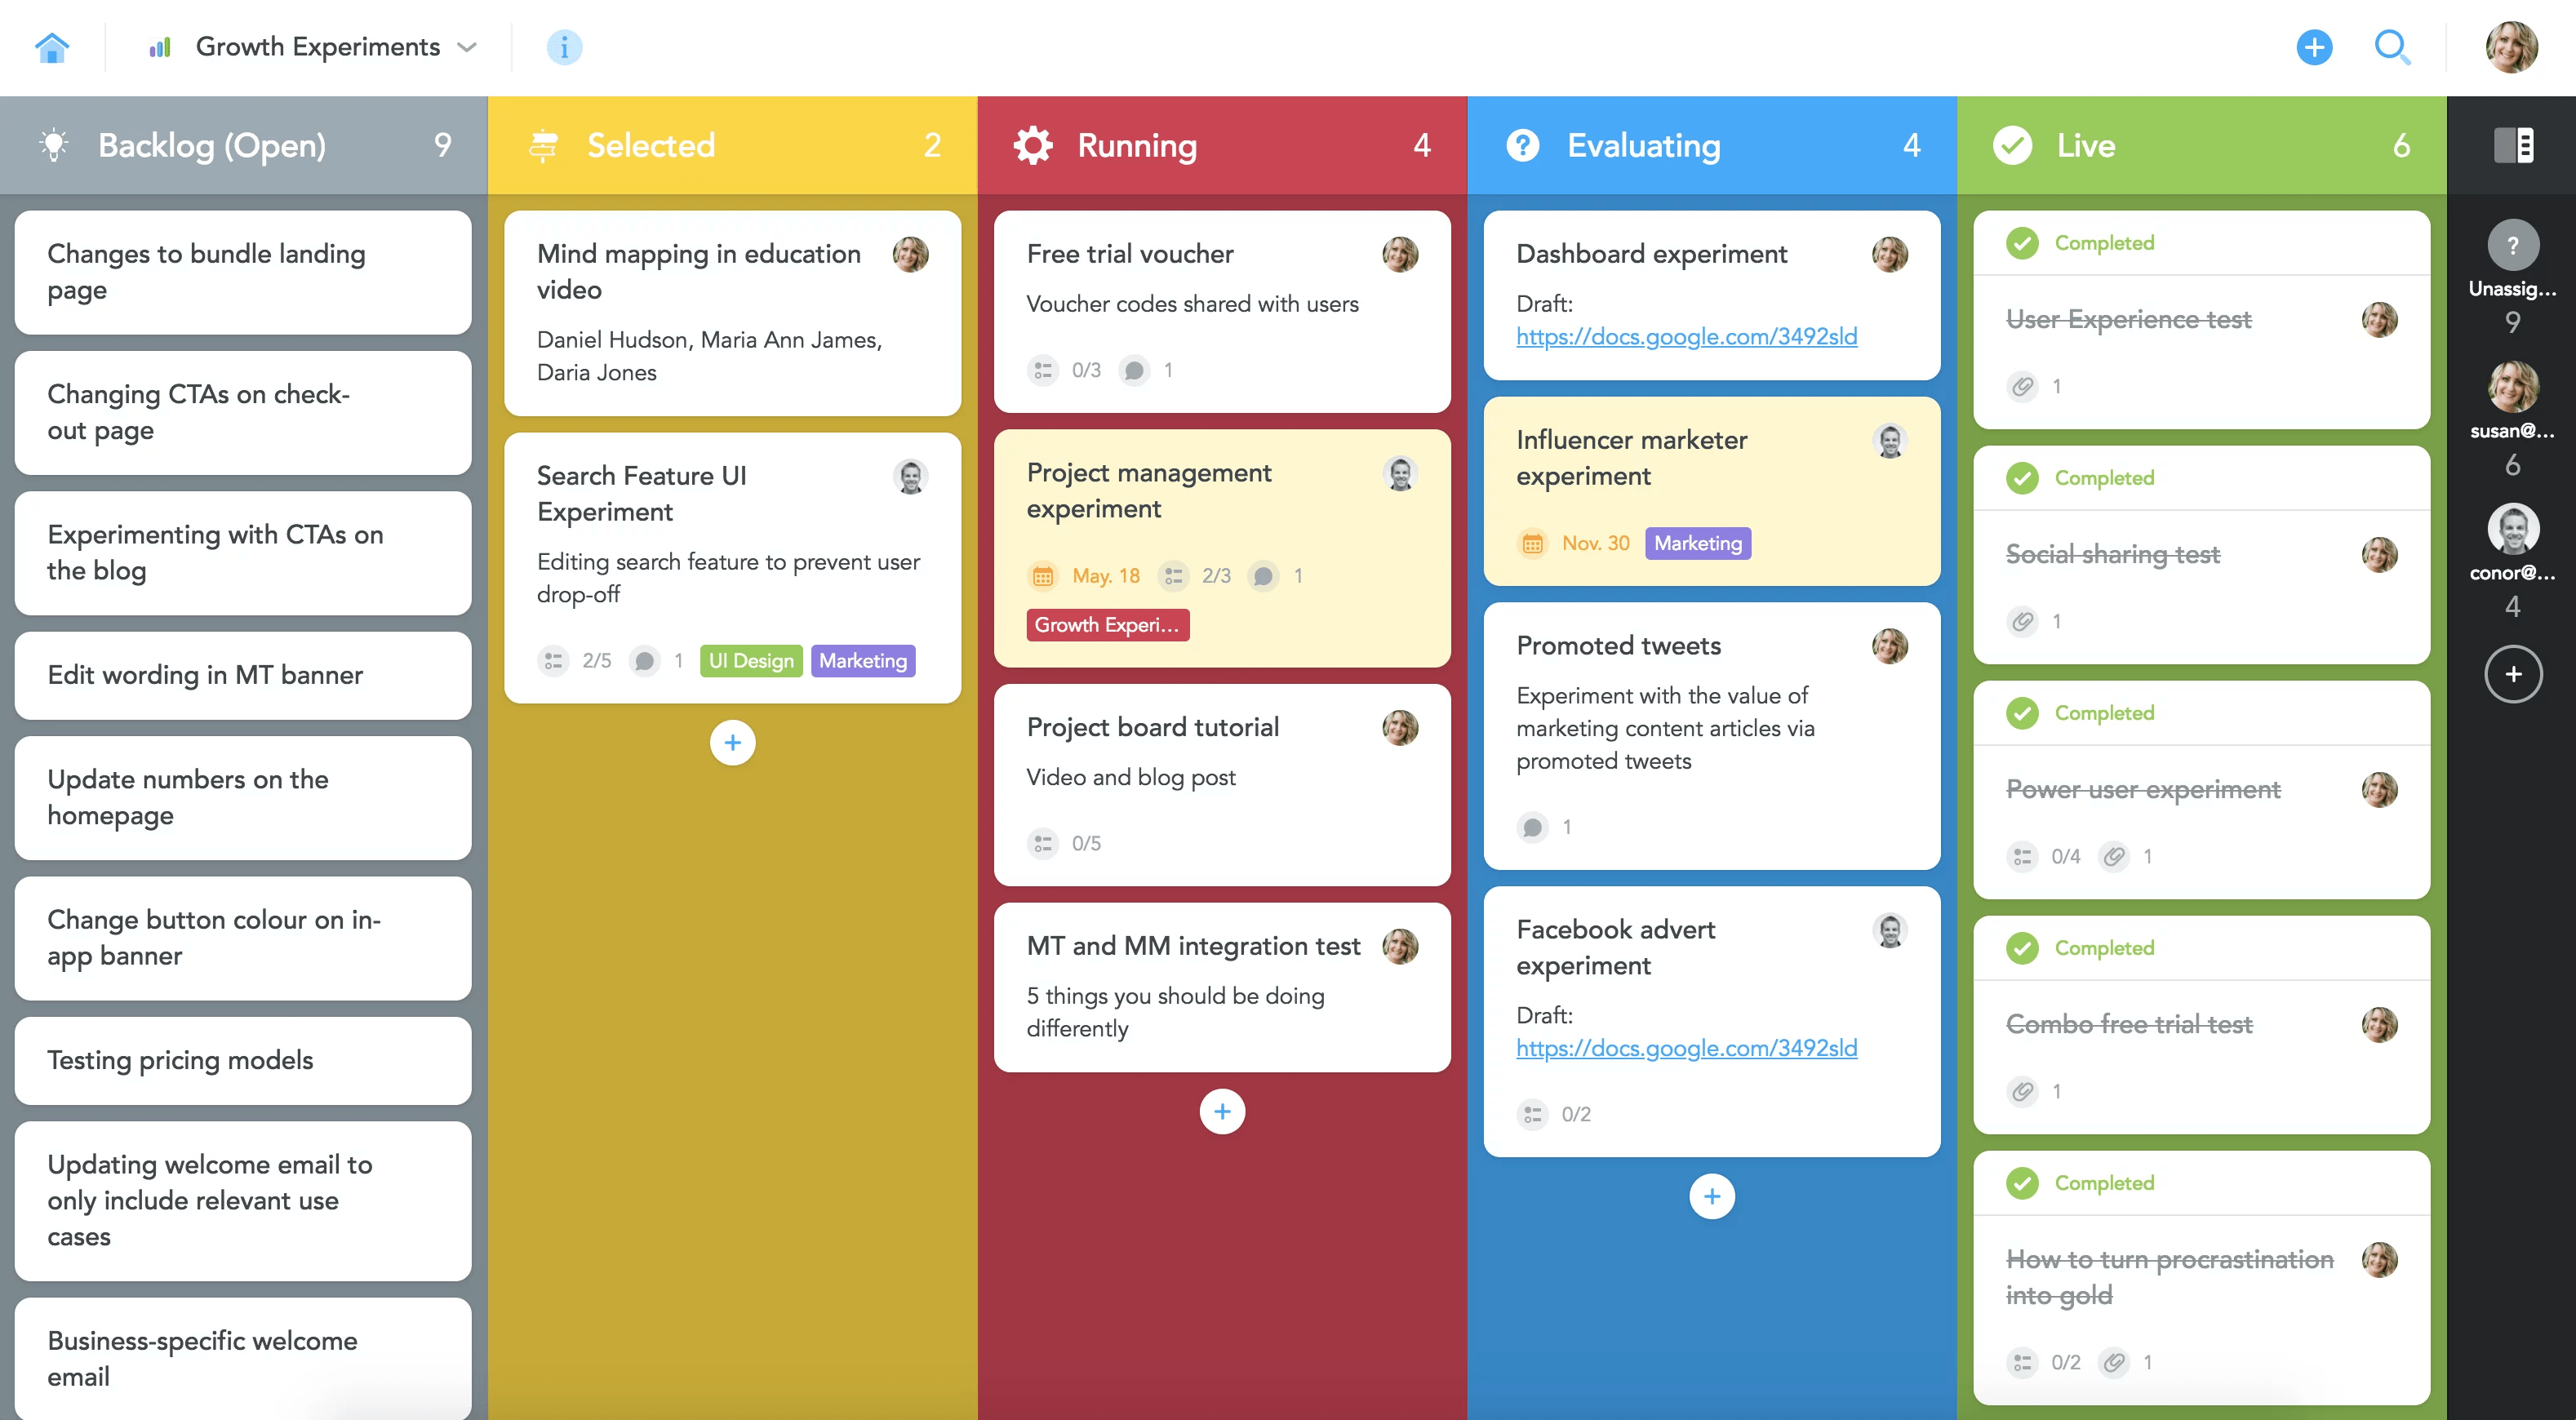 Growth Experiments
i
Backlog (Open) 9
Changes to bundle landing
page
Changing CTAs on check-
out page
Experimenting with CTAs on
the blog
Edit wording in MT banner
Update numbers on the
homepage
Change button colour on in-
app banner
Testing pricing models
Updating welcome email to
only include relevant use
cases
Business-specific welcome
email
Selected 2
Mind mapping in education
video
Daniel Hudson, Maria Ann James,
Daria Jones
Search Feature UI
Experiment
Editing search feature to prevent user
drop-off
2/5 1 UI Design Marketing
Running 4
Free trial voucher
Voucher codes shared with users
0/3 1
Project management
experiment
May. 18 2/3 1
Growth Experi...
Project board tutorial
Video and blog post
0/5
MT and MM integration test
5 things you should be doing
differently
? Evaluating 4
Dashboard experiment
Draft:
https://docs.google.com/3492sld
Influencer marketer
experiment
Nov. 30 Marketing
Promoted tweets
Experiment with the value of
marketing content articles via
promoted tweets
1
Facebook advert
experiment
Draft:
https://docs.google.com/3492sld
0/2
Live 6
Completed
User Experience test
1
Completed
Social sharing test
1
Completed
Power user experiment
0/4 1
Completed
Combo free trial test
1
Completed
How to turn procrastination
into gold
0/2 1
?
Unassig...
9
susan@...
6
conor@...
4